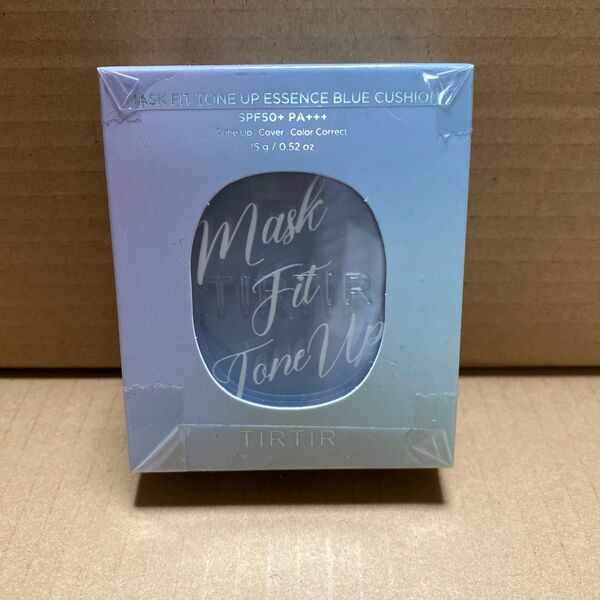 MASK FIT TONE UP ESSENCE BLUE CUSHION
SPF50+ PA+++
Tone Up · Cover · Color Correct
15 g / 0.52 oz
Mask
TIRTIR
Fit
Tone Up
TIRTIR